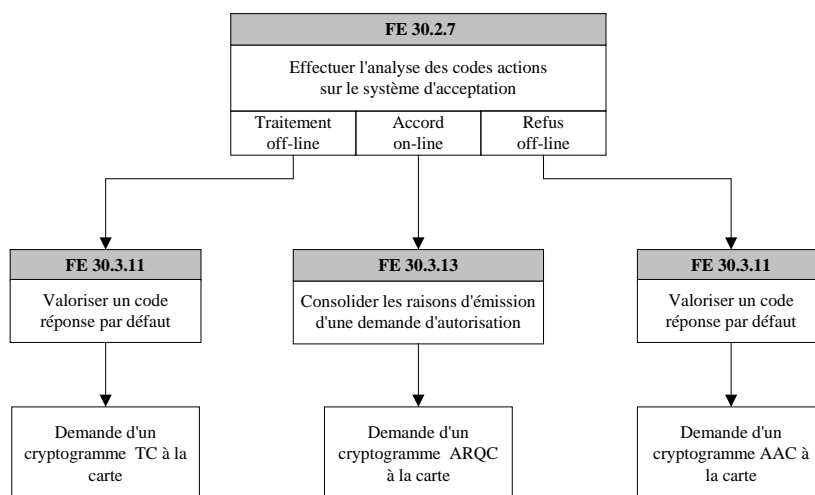 FE 30.2.7
Effectuer l'analyse des codes actions
sur le système d'acceptation
Traitement
off-line
Accord
on-line
Refus
off-line
FE 30.3.11
Valoriser un code
réponse par défaut
FE 30.3.13
Consolider les raisons d'émission
d'une demande d'autorisation
FE 30.3.11
Valoriser un code
réponse par défaut
Demande d'un
cryptogramme TC à la
carte
Demande d'un
cryptogramme ARQC
à la carte
Demande d'un
cryptogramme AAC à
la carte